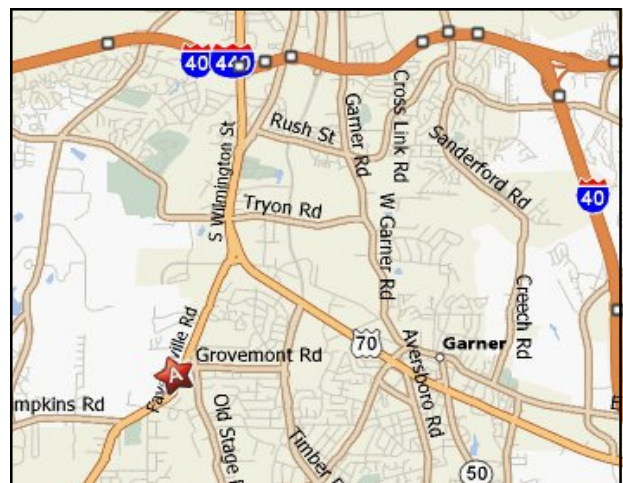 40
440
Rush St
Garner Rd
Cross Link Rd
Sanderford Rd
S Wilmington St
Tryon Rd
40
W Garner Rd
Creech Rd
70
Garner
Aversboro Rd
Grovemont Rd
A
ville Rd
mpkins Rd
Old Stage
Timber
50